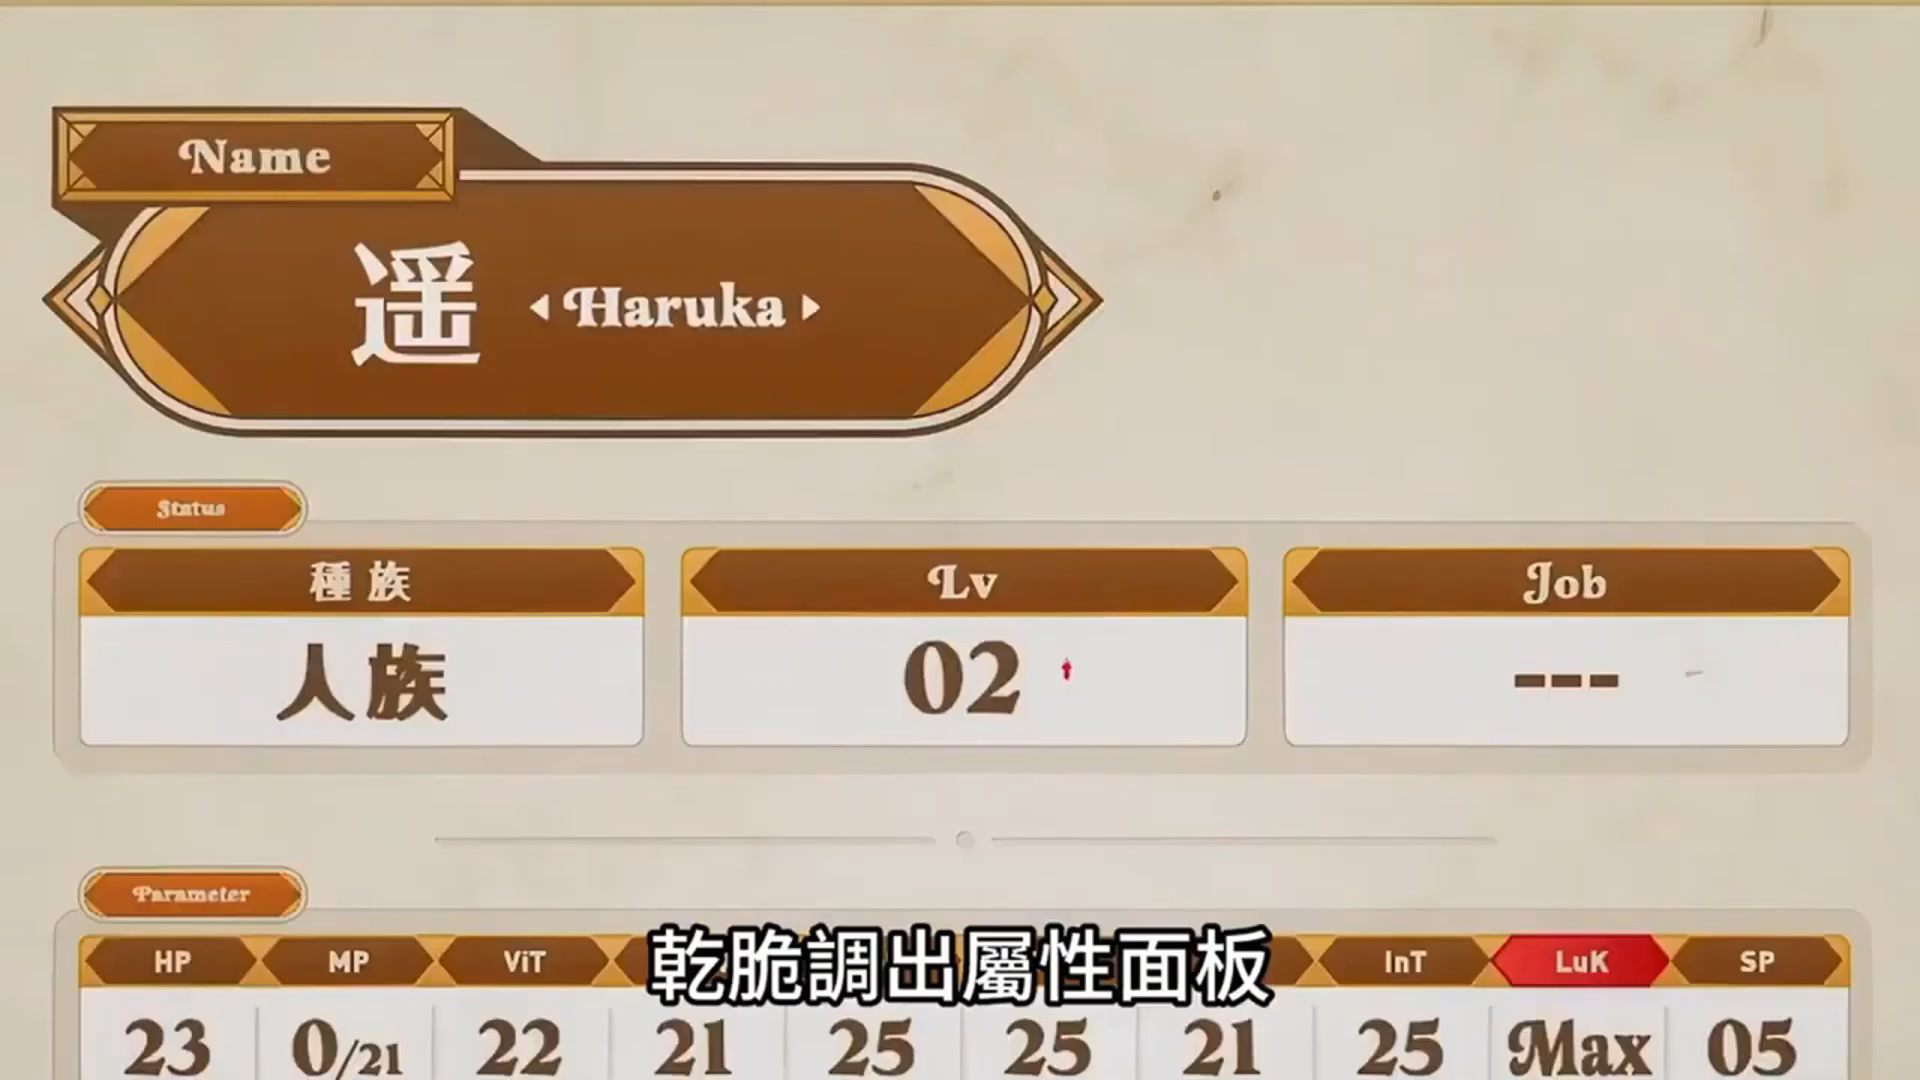 Name
遥 Haruka
Status
種族 Lv Job
人族 02 ---
Parameter
HP MP ViT InT LuK SP
乾脆調出屬性面板
23 0/21 22 21 25 25 21 25 Max 05